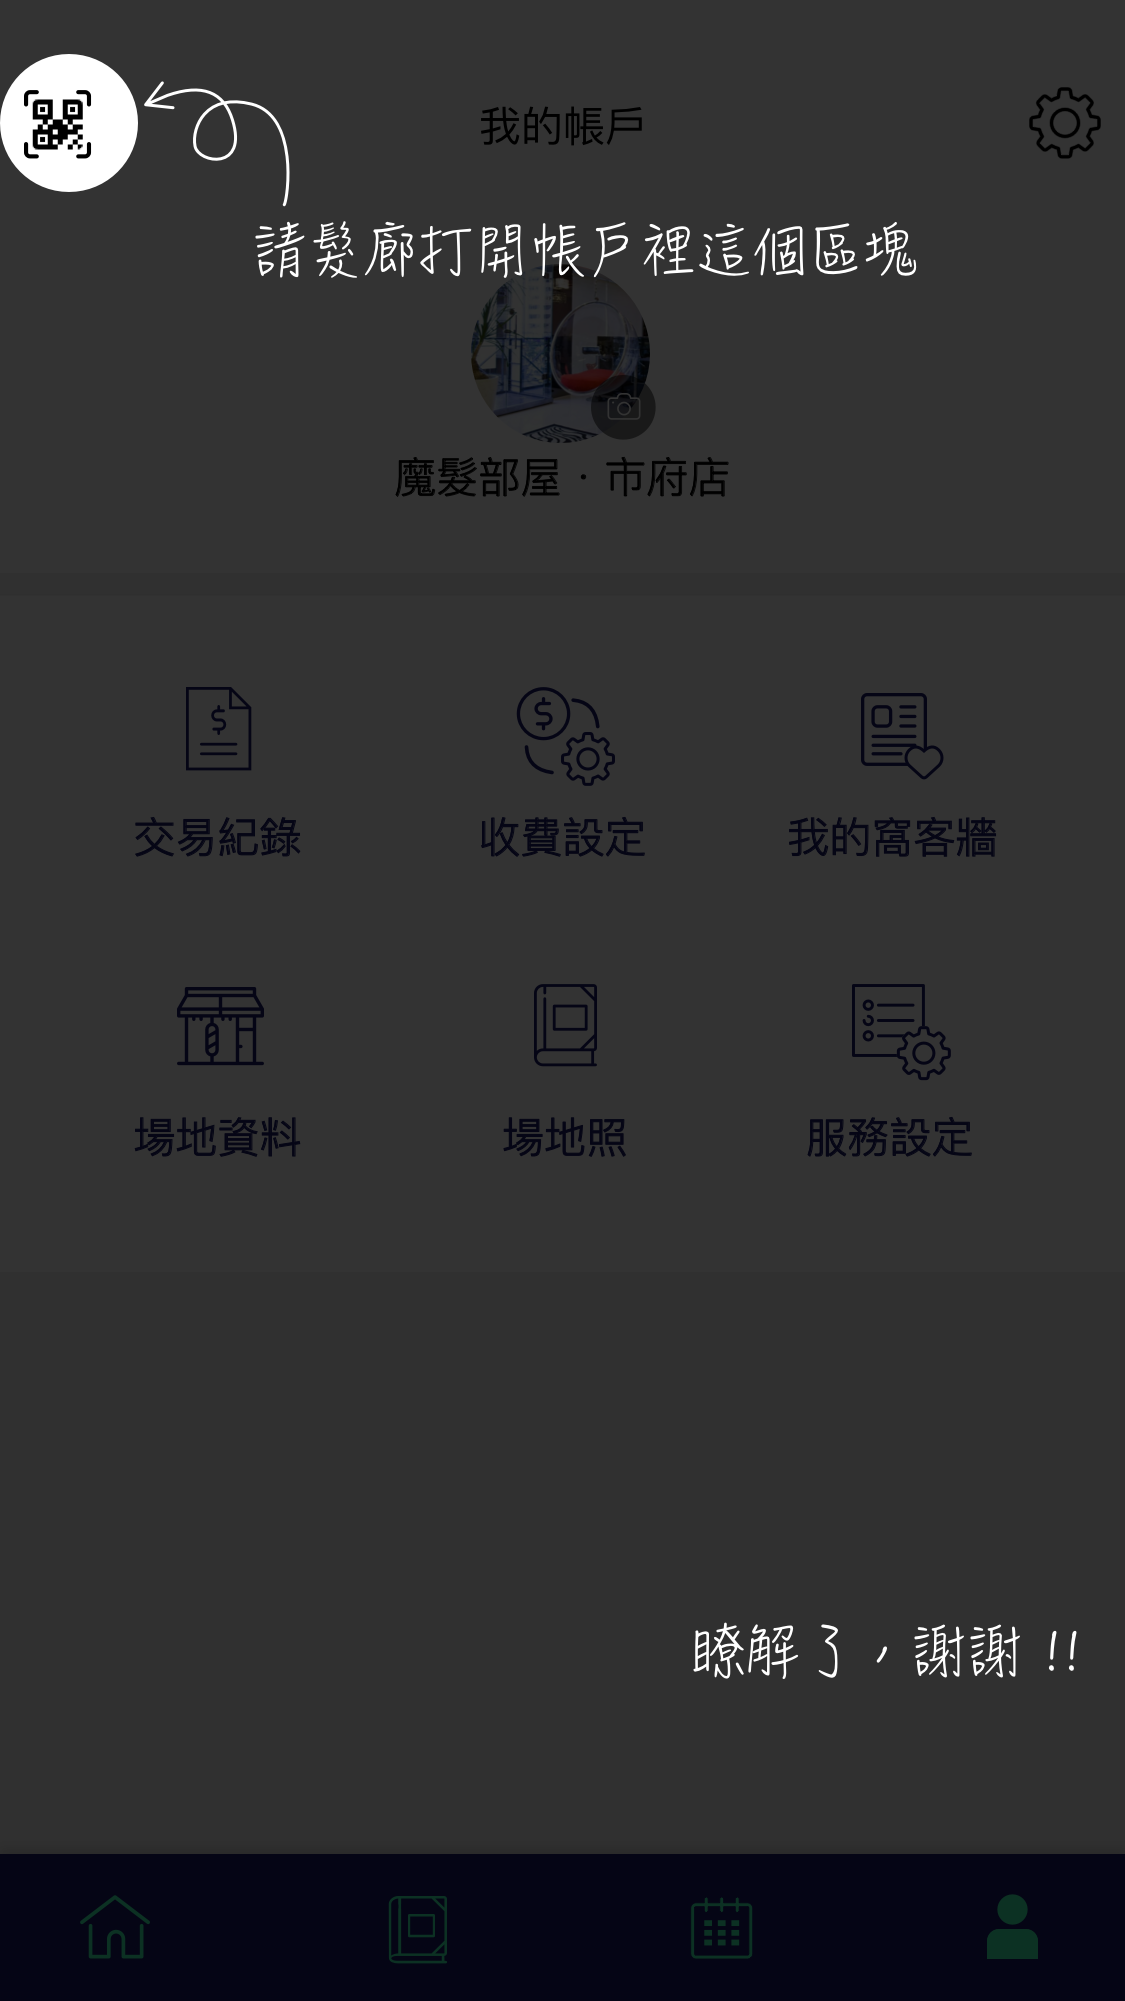 我的帳戶
請髮廊打開帳戶裡這個區塊
魔髮部屋 · 市府店
交易紀錄
收費設定
我的窩客牆
場地資料
場地照
服務設定
瞭解了，謝謝 !!